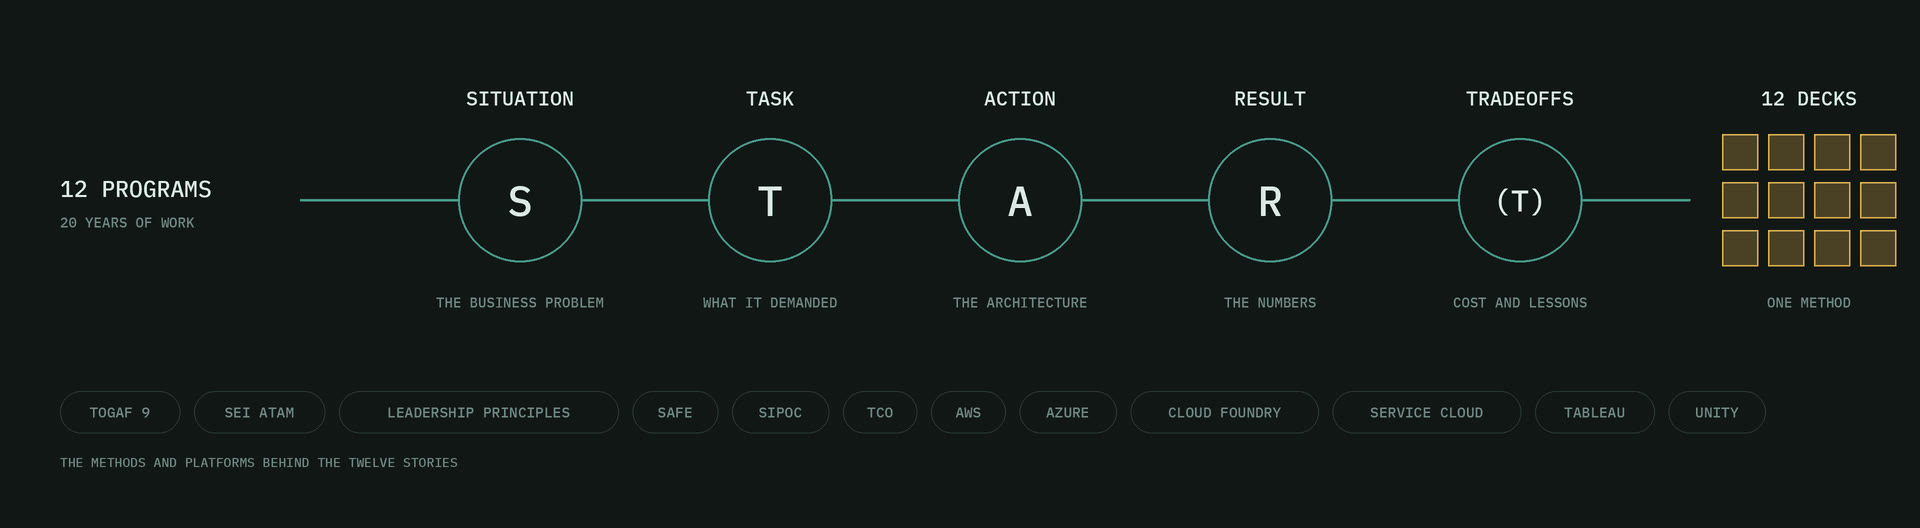 SITUATION
TASK
ACTION
RESULT
TRADEOFFS
12 DECKS
12 PROGRAMS
20 YEARS OF WORK
S
T
A
R
(T)
THE BUSINESS PROBLEM
WHAT IT DEMANDED
THE ARCHITECTURE
THE NUMBERS
COST AND LESSONS
ONE METHOD
TOGAF 9
SEI ATAM
LEADERSHIP PRINCIPLES
SAFE
SIPOC
TCO
AWS
AZURE
CLOUD FOUNDRY
SERVICE CLOUD
TABLEAU
UNITY
THE METHODS AND PLATFORMS BEHIND THE TWELVE STORIES